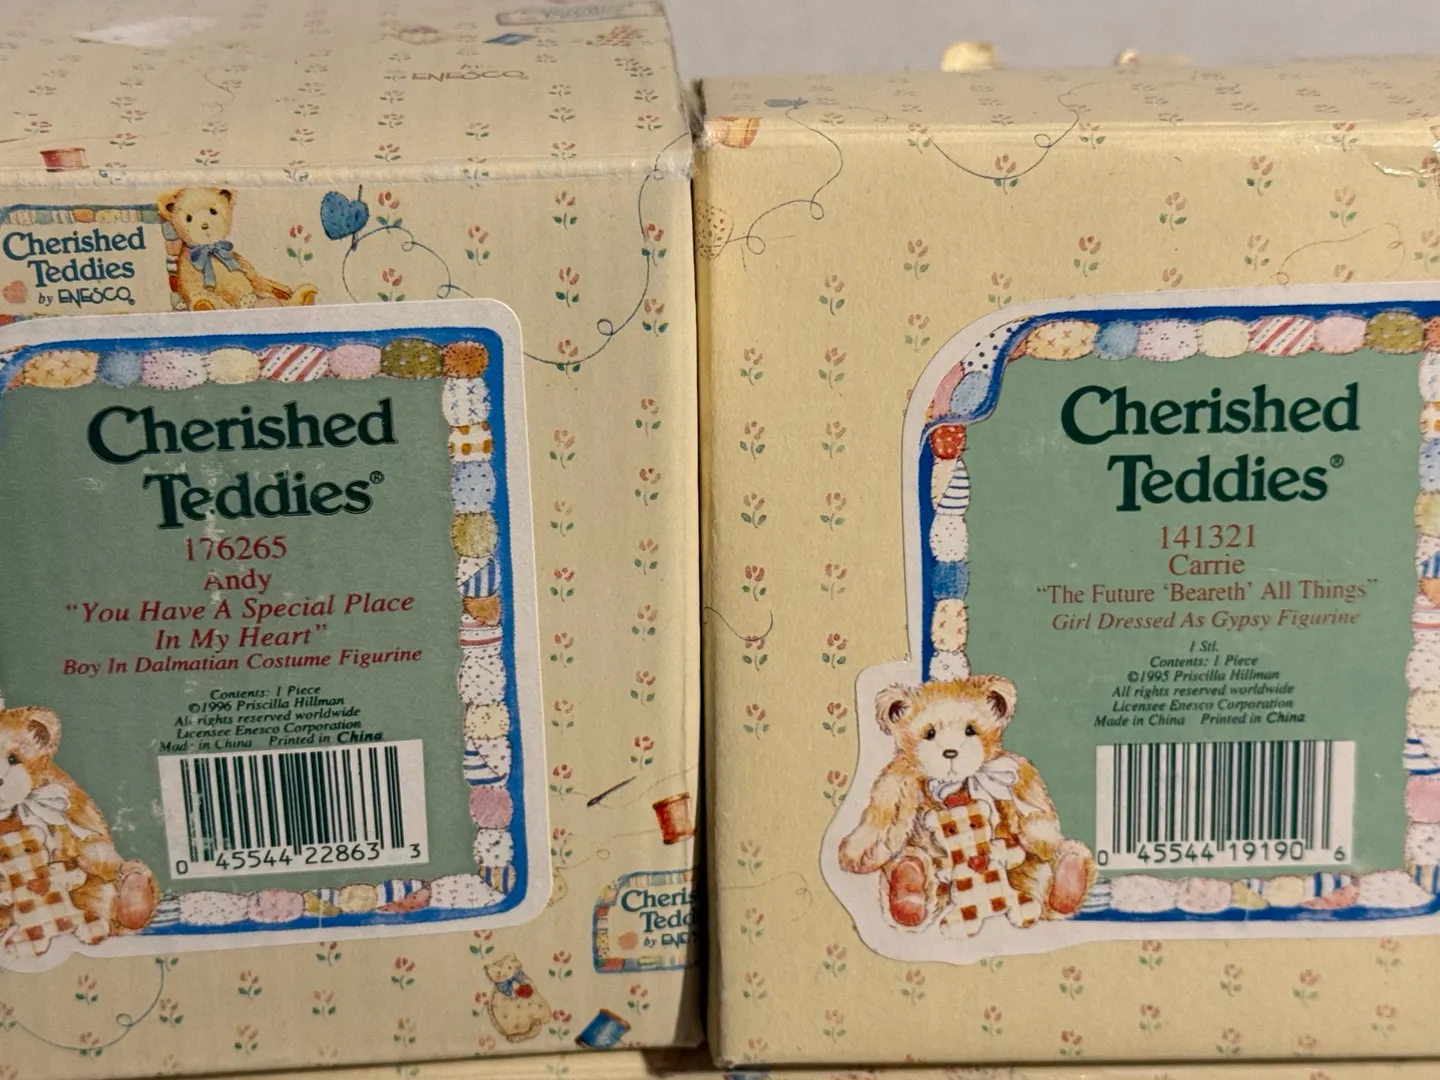 by
ENESCO
Cherished
Teddies
by ENESCO
Cherished
Teddies®
176265
Andy
"You Have A Special Place
In My Heart"
Boy In Dalmatian Costume Figurine
Contents: 1 Piece
©1996 Priscilla Hillman
All rights reserved worldwide
Licensee Enesco Corporation
Made in China Printed in China
0 45544 22863 3
Cheris
Tedd
by ENES
Cherished
Teddies®
141321
Carrie
"The Future 'Beareth' All Things"
Girl Dressed As Gypsy Figurine
1 Stl.
Contents: 1 Piece
©1995 Priscilla Hillman
All rights reserved worldwide
Licensee Enesco Corporation
Made in China Printed in China
0 45544 19190 6